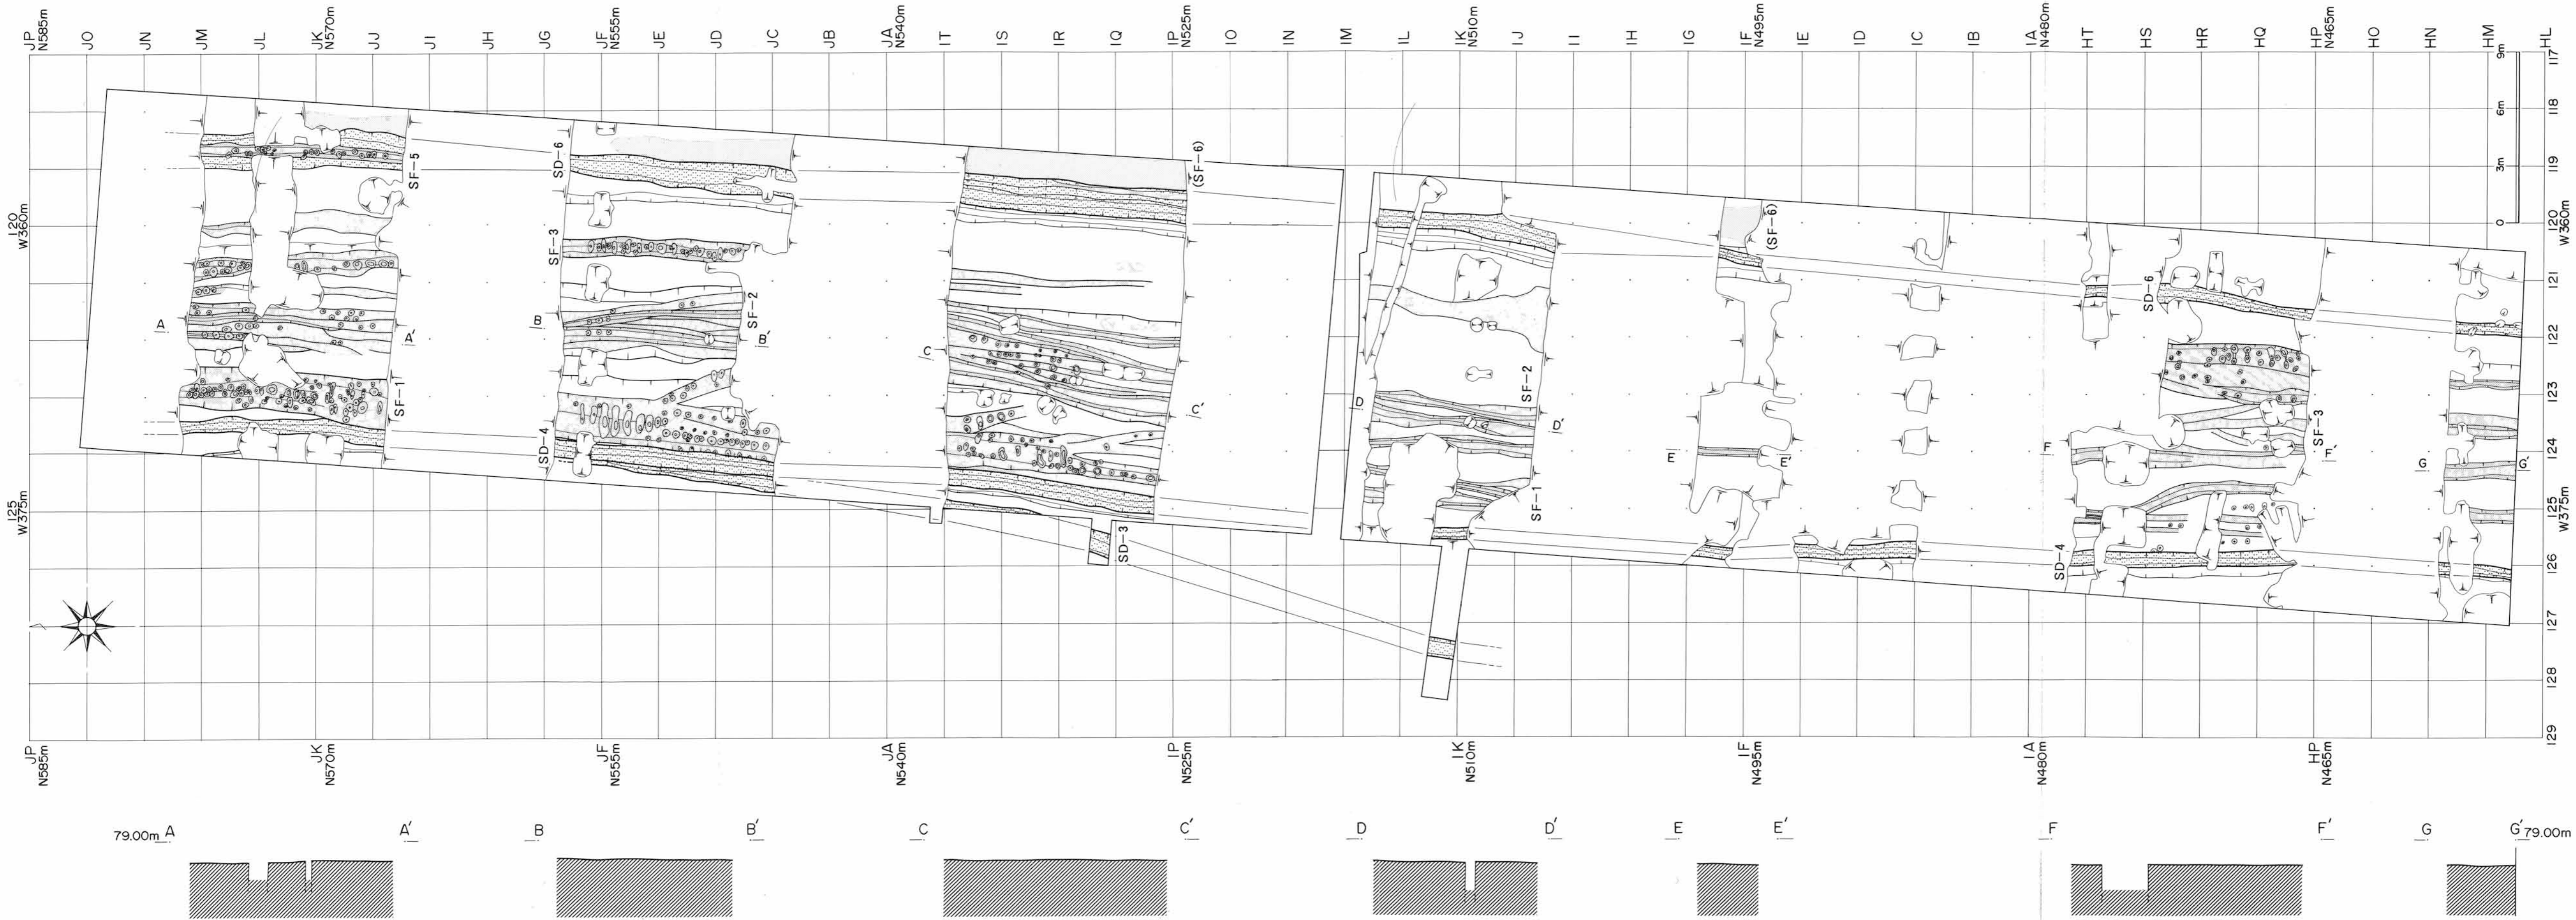 JP N585m
JO
JN
JM
JL
JK N570m
JJ
JI
JH
JG
JF N555m
JE
JD
JC
JB
JA N540m
IT
IS
IR
IQ
IP N525m
IO
IN
IM
IL
IK N510m
IJ
II
IH
IG
IF N495m
IE
ID
IC
IB
IA N480m
HT
HS
HR
HQ
HP N465m
HO
HN
HM
HL
117
118
119
120 W360m
121
122
123
124
125 W375m
126
127
128
129
9m
6m
3m
0
120 W360m
125 W375m
SF-5
SD-6
SF-3
SF-2
SF-1
SD-4
(SF-6)
SD-3
SF-2
SF-1
(SF-6)
SD-6
SF-3
SD-4
A
A'
B
B'
C
C'
D
D'
E
E'
F
F'
G
G'
JP N585m
JK N570m
JF N555m
JA N540m
IP N525m
IK N510m
IF N495m
IA N480m
HP N465m
79.00m A
A'
B
B'
C
C'
D
D'
E
E'
F
F'
G
G' 79.00m